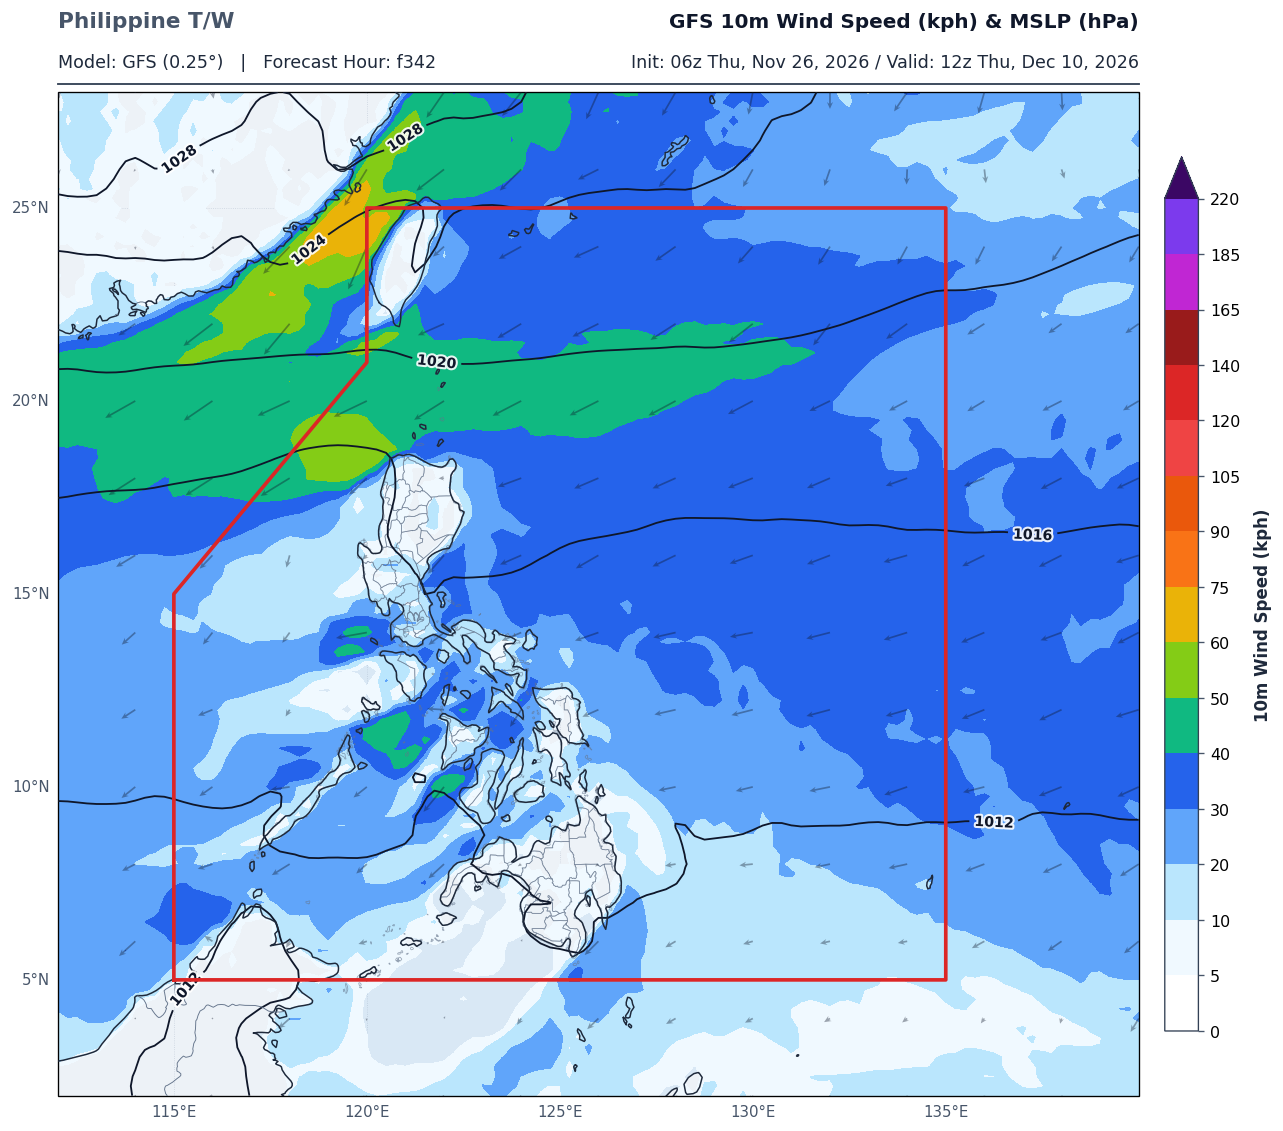 Philippine T/W
GFS 10m Wind Speed (kph) & MSLP (hPa)
Model: GFS (0.25°) | Forecast Hour: f342
Init: 06z Thu, Nov 26, 2026 / Valid: 12z Thu, Dec 10, 2026
1028
1028
1024
1020
1016
1012
1012
25°N
20°N
15°N
10°N
5°N
115°E
120°E
125°E
130°E
135°E
220
185
165
140
120
105
90
75
60
50
40
30
20
10
5
0
10m Wind Speed (kph)